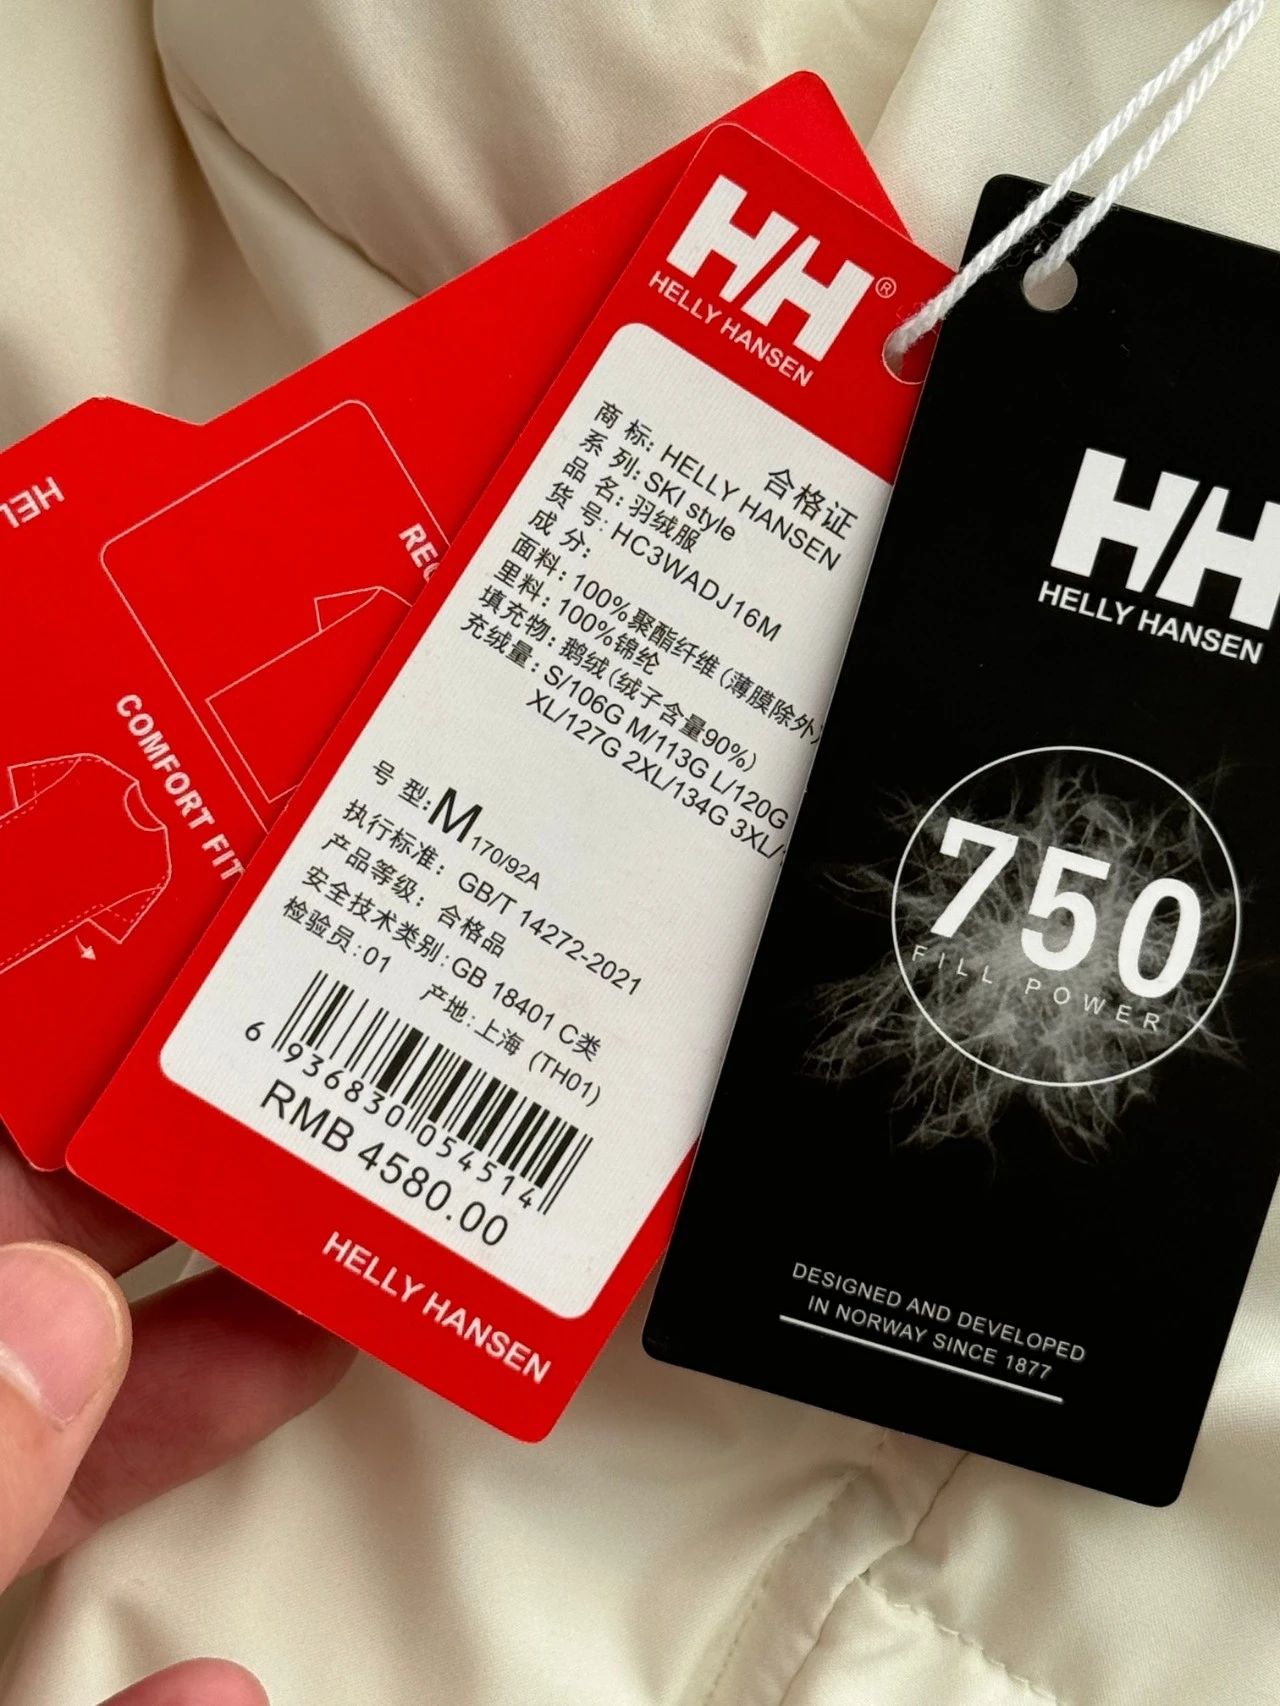 HH®
HELLY HANSEN
合格证
商 标: HELLY HANSEN
系 列: SKI style
品 名: 羽绒服
货 号: HC3WADJ16M
成 分:
面料: 100%聚酯纤维(薄膜除外)
里料: 100%锦纶
填充物: 鹅绒(绒子含量90%)
充绒量: S/106G M/113G L/120G
XL/127G 2XL/134G 3XL/
号 型: M 170/92A
执行标准: GB/T 14272-2021
产品等级: 合格品
安全技术类别: GB 18401 C类
检验员: 01
产地: 上海 (TH01)
6 936830 054514
RMB 4580.00
HELLY HANSEN
HH
HELLY HANSEN
750
FILL POWER
DESIGNED AND DEVELOPED
IN NORWAY SINCE 1877
HEL
REG
COMFORT FIT